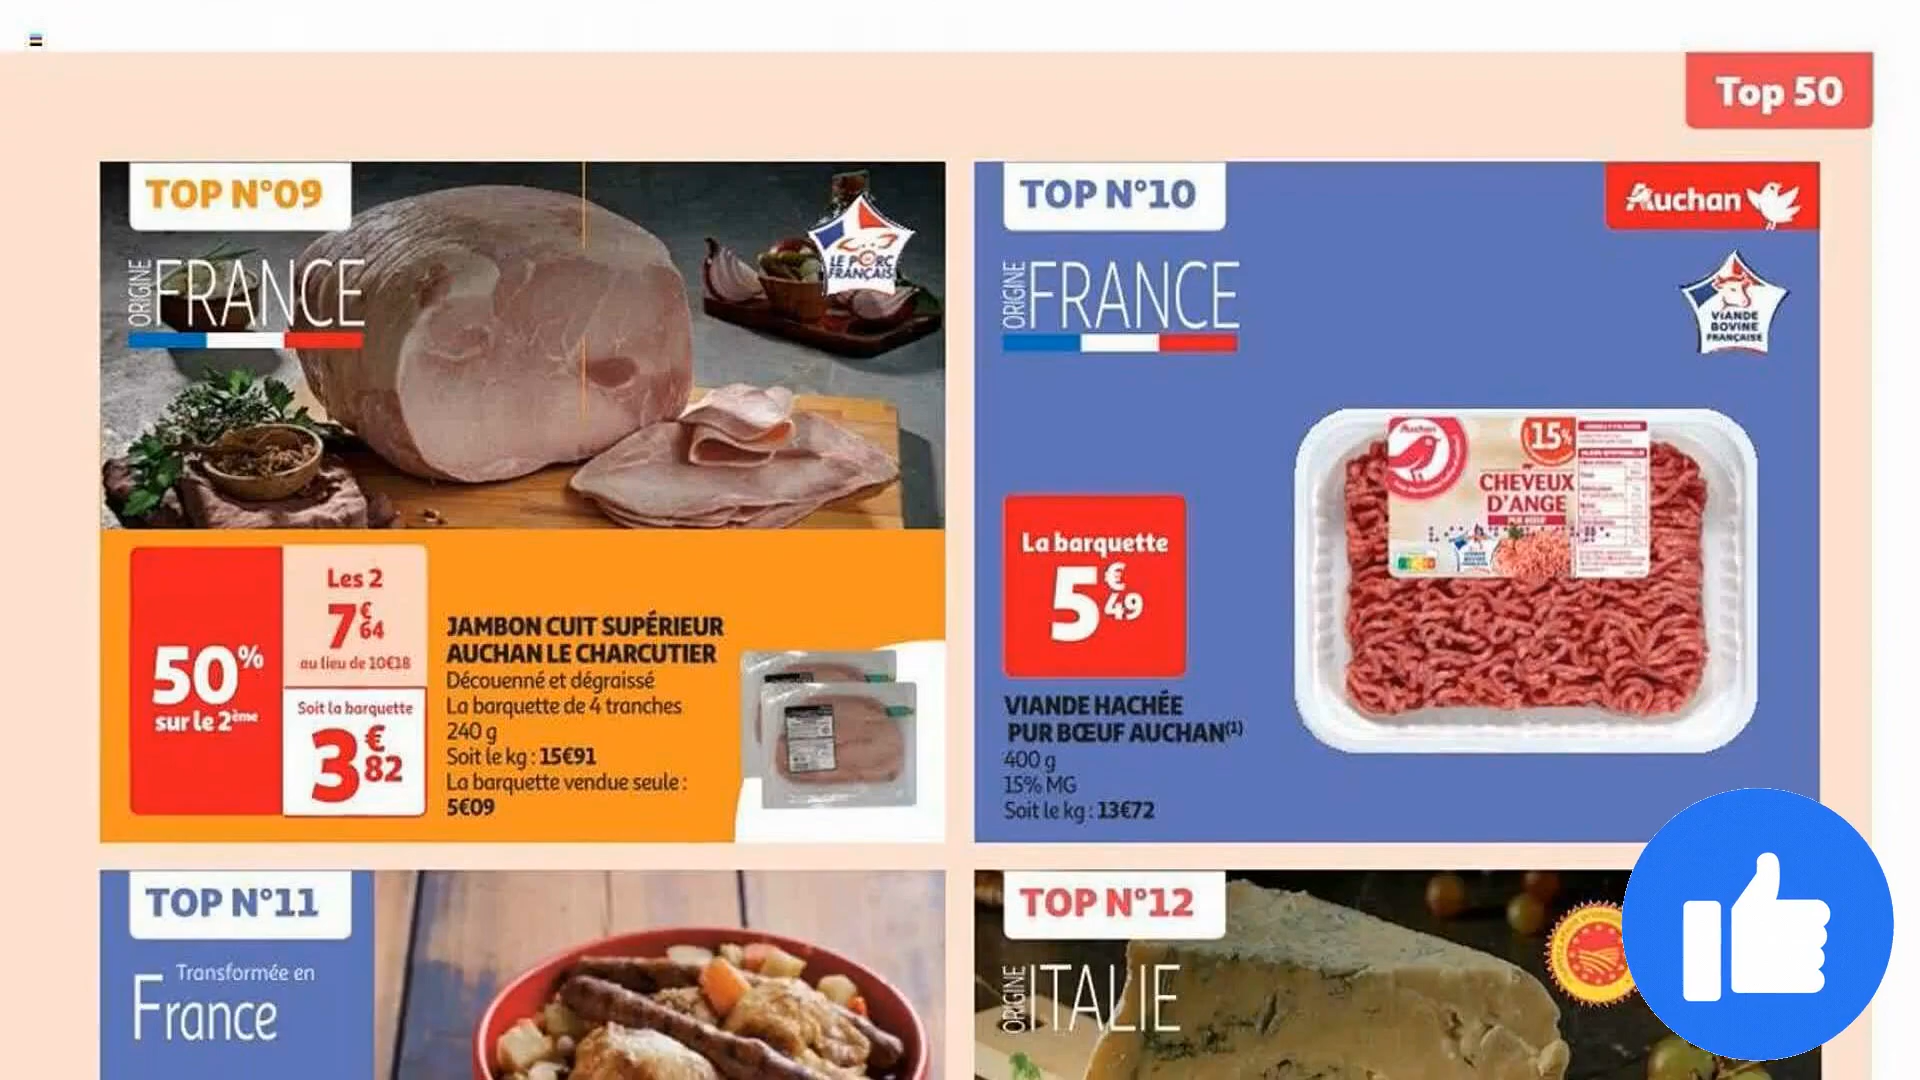 Top 50
TOP N°09
ORIGINE
FRANCE
LE PORC
FRANÇAIS
50%
sur le 2ème
Les 2
7€64
au lieu de 10€18
Soit la barquette
3€82
JAMBON CUIT SUPÉRIEUR
AUCHAN LE CHARCUTIER
Découenné et dégraissé
La barquette de 4 tranches
240 g
Soit le kg : 15€91
La barquette vendue seule :
5€09
TOP N°10
Auchan
ORIGINE
FRANCE
VIANDE
BOVINE
FRANÇAISE
La barquette
5€49
Auchan
15%
CHEVEUX
D'ANGE
PUR BŒUF
VIANDE HACHÉE
PUR BŒUF AUCHAN(1)
400 g
15% MG
Soit le kg : 13€72
TOP N°11
Transformée en
France
TOP N°12
ORIGINE
ITALIE